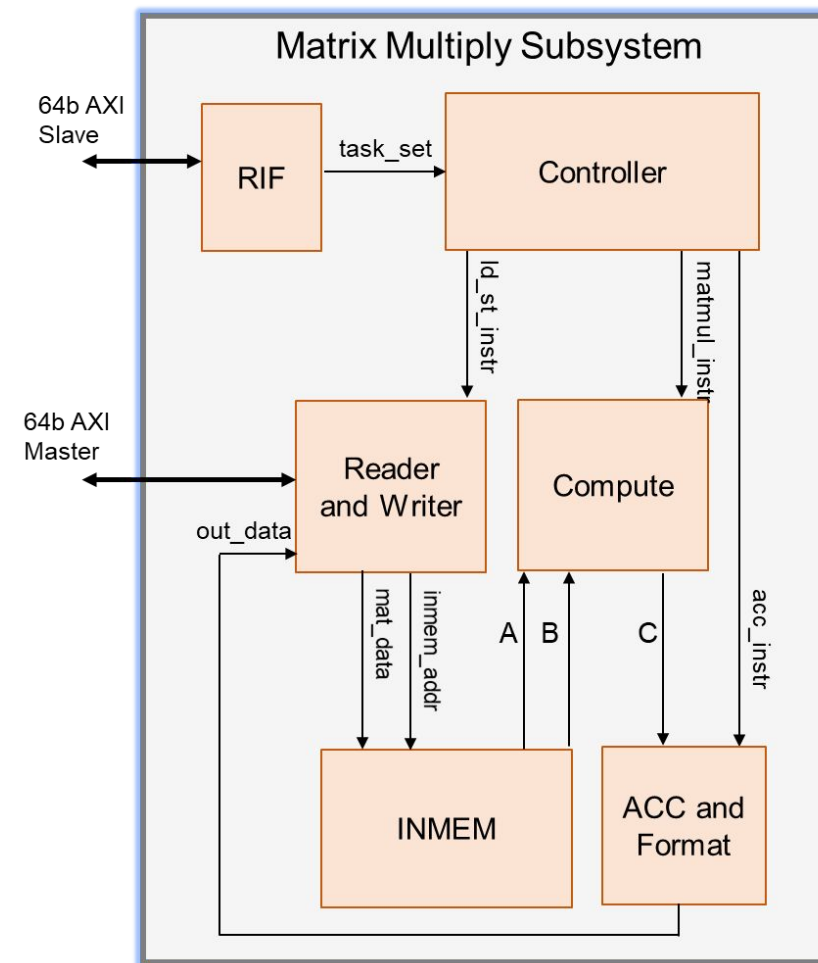 Matrix Multiply Subsystem
64b AXI
Slave
RIF
task_set
Controller
ld_st_instr
matmul_instr
64b AXI
Master
Reader
and Writer
Compute
out_data
mat_data
inmem_addr
A
B
C
acc_instr
INMEM
ACC and
Format